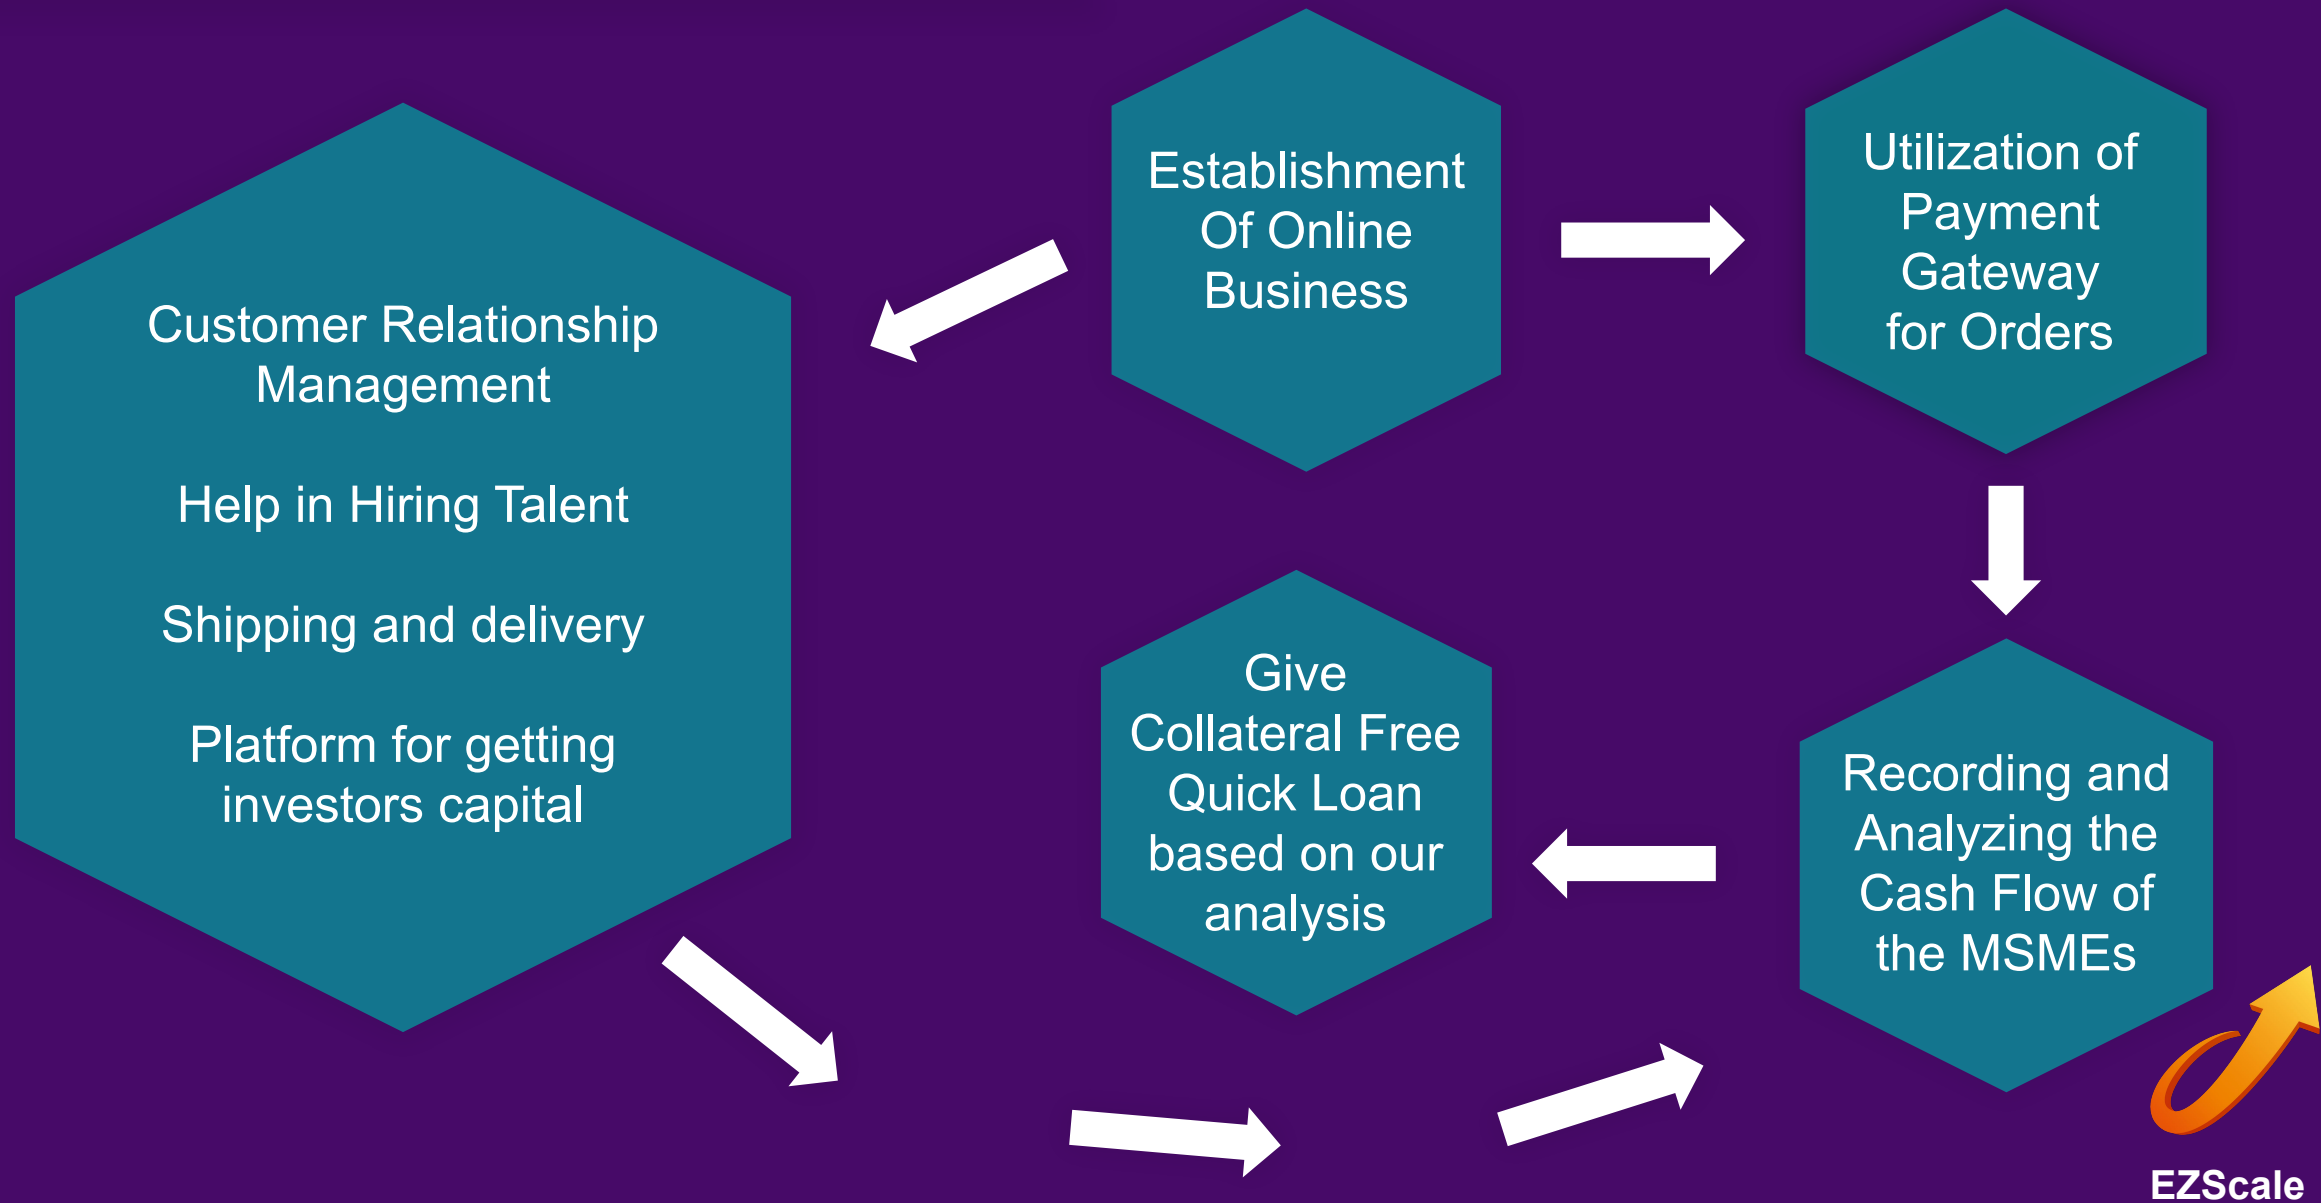 Customer Relationship
Management
Help in Hiring Talent
Shipping and delivery
Platform for getting
investors capital
Establishment
Of Online
Business
Utilization of
Payment
Gateway
for Orders
Give
Collateral Free
Quick Loan
based on our
analysis
Recording and
Analyzing the
Cash Flow of
the MSMEs
EZScale